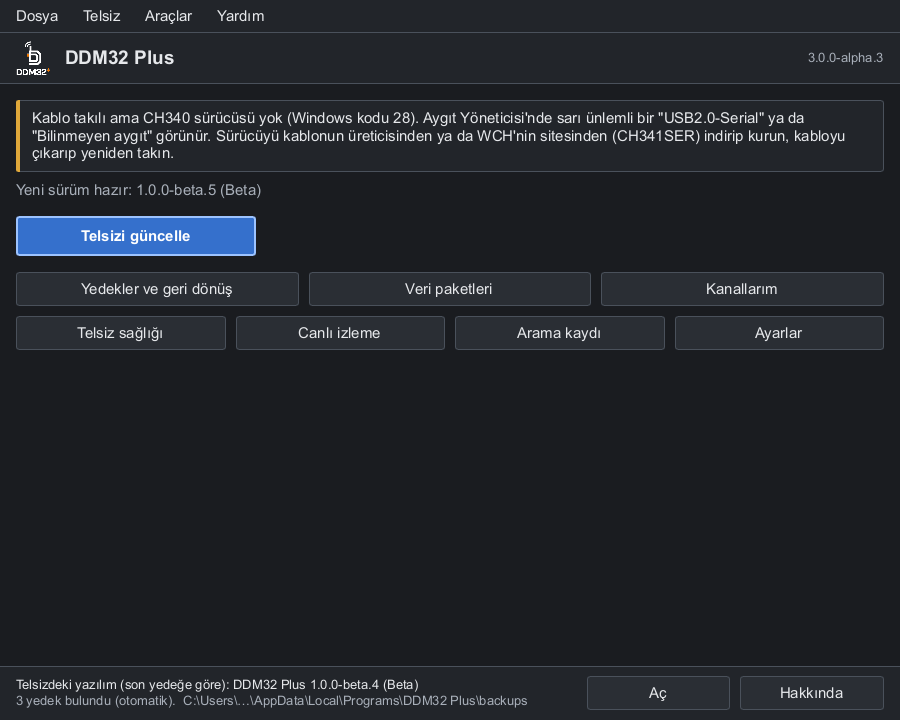 Dosya Telsiz Araçlar Yardım
DDM32+ DDM32 Plus 3.0.0-alpha.3
Kablo takılı ama CH340 sürücüsü yok (Windows kodu 28). Aygıt Yöneticisi'nde sarı ünlemli bir "USB2.0-Serial" ya da
"Bilinmeyen aygıt" görünür. Sürücüyü kablonun üreticisinden ya da WCH'nin sitesinden (CH341SER) indirip kurun, kabloyu
çıkarıp yeniden takın.
Yeni sürüm hazır: 1.0.0-beta.5 (Beta)
Telsizi güncelle
Yedekler ve geri dönüş Veri paketleri Kanallarım
Telsiz sağlığı Canlı izleme Arama kaydı Ayarlar
Telsizdeki yazılım (son yedeğe göre): DDM32 Plus 1.0.0-beta.4 (Beta)
3 yedek bulundu (otomatik). C:\Users\...\AppData\Local\Programs\DDM32 Plus\backups
Aç Hakkında